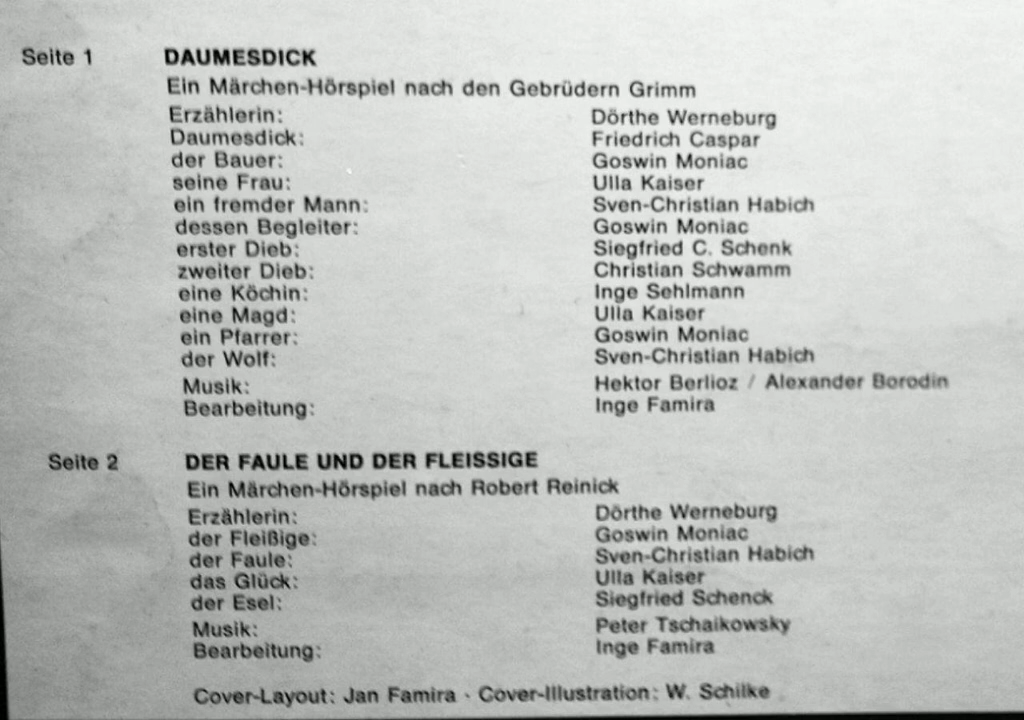 Seite 1 DAUMESDICK
Ein Märchen-Hörspiel nach den Gebrüdern Grimm
Erzählerin: Dörthe Werneburg
Daumesdick: Friedrich Caspar
der Bauer: Goswin Moniac
seine Frau: Ulla Kaiser
ein fremder Mann: Sven-Christian Habich
dessen Begleiter: Goswin Moniac
erster Dieb: Siegfried C. Schenk
zweiter Dieb: Christian Schwamm
eine Köchin: Inge Sehlmann
eine Magd: Ulla Kaiser
ein Pfarrer: Goswin Moniac
der Wolf: Sven-Christian Habich
Musik: Hektor Berlioz / Alexander Borodin
Bearbeitung: Inge Famira
Seite 2 DER FAULE UND DER FLEISSIGE
Ein Märchen-Hörspiel nach Robert Reinick
Erzählerin: Dörthe Werneburg
der Fleißige: Goswin Moniac
der Faule: Sven-Christian Habich
das Glück: Ulla Kaiser
der Esel: Siegfried Schenck
Musik: Peter Tschaikowsky
Bearbeitung: Inge Famira
Cover-Layout: Jan Famira · Cover-Illustration: W. Schilke